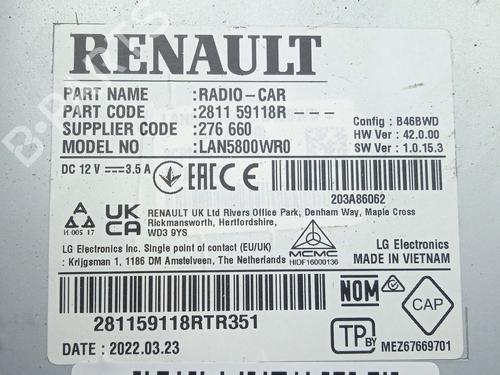 RENAULT
PART NAME :RADIO-CAR
PART CODE :2811 59118R---
SUPPLIER CODE :276 660
MODEL NO :LAN5800WR0
Config : B46BWD
HW Ver : 42.0.00
SW Ver : 1.0.15.3
DC 12 V 3.5 A
EAC CE
203A86062
И 005 17
UK CA
RENAULT UK Ltd Rivers Office Park, Denham Way, Maple Cross
Rickmansworth, Hertfordshire,
WD3 9YS
MCMC
HIDF16000136
LG Electronics Inc. Single point of contact (EU/UK)
: Krijgsman 1, 1186 DM Amstelveen, The Netherlands
LG Electronics
MADE IN VIETNAM
NOM
CAP
281159118RTR351
TP BY
DATE : 2022.03.23
MEZ67669701
B-PARTS